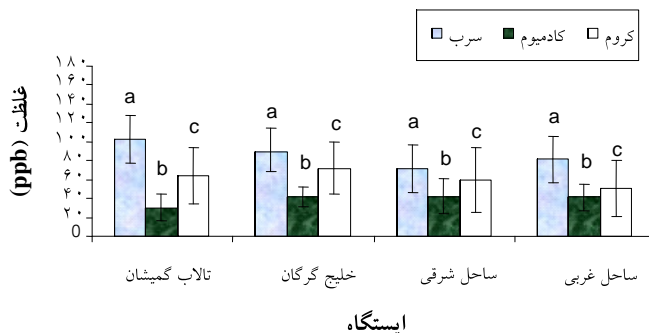 سرب کادمیوم کروم
غلظت (ppb)
۱۸۰
۱۶۰
۱۴۰
۱۲۰
۱۰۰
۸۰
۶۰
۴۰
۲۰
۰
a b c
a b c
a b c
a b c
تالاب گمیشان
خلیج گرگان
ساحل شرقی
ساحل غربی
ایستگاه